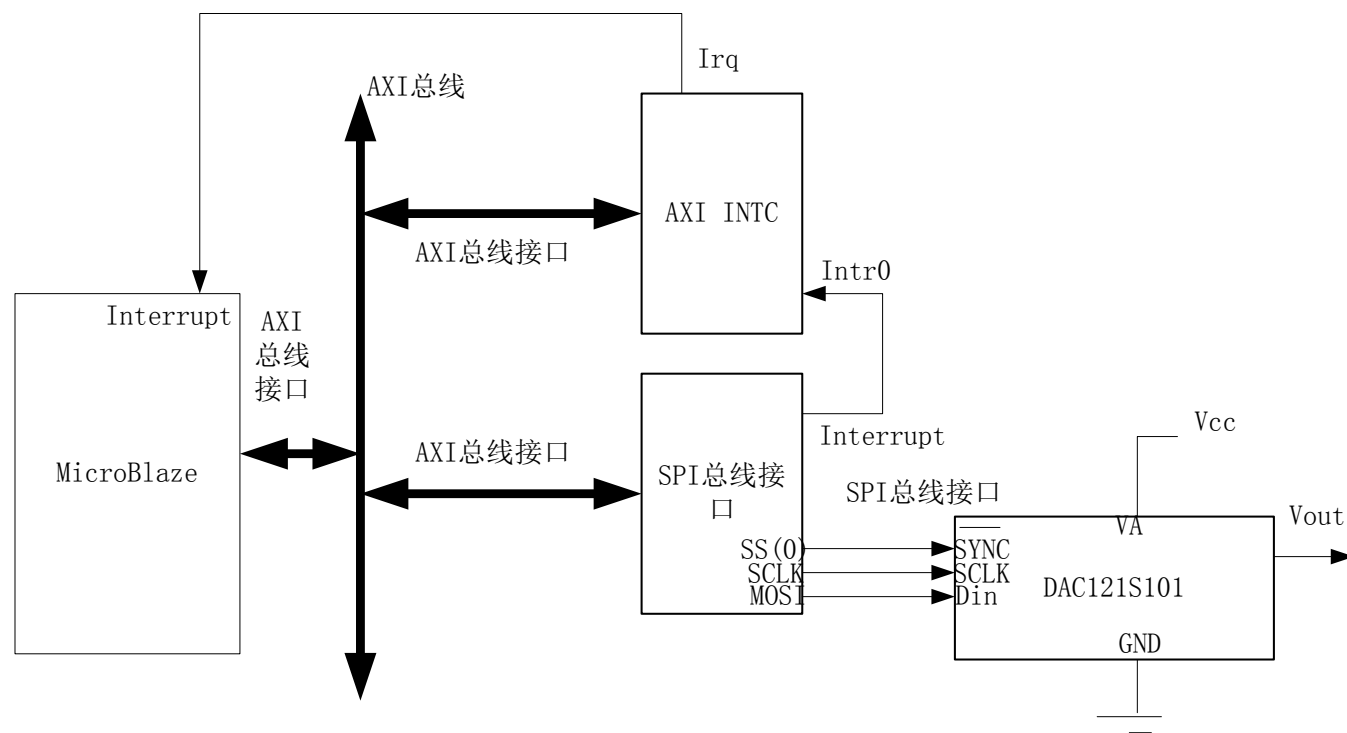 Irq
AXI总线
AXI INTC
AXI总线接口
Intr0
Interrupt
AXI
总线
接口
MicroBlaze
AXI总线接口
Interrupt
Vcc
SPI总线接
口
SPI总线接口
Vout
VA
SS(0)
SYNC
SCLK
SCLK
MOSI
Din
DAC121S101
GND